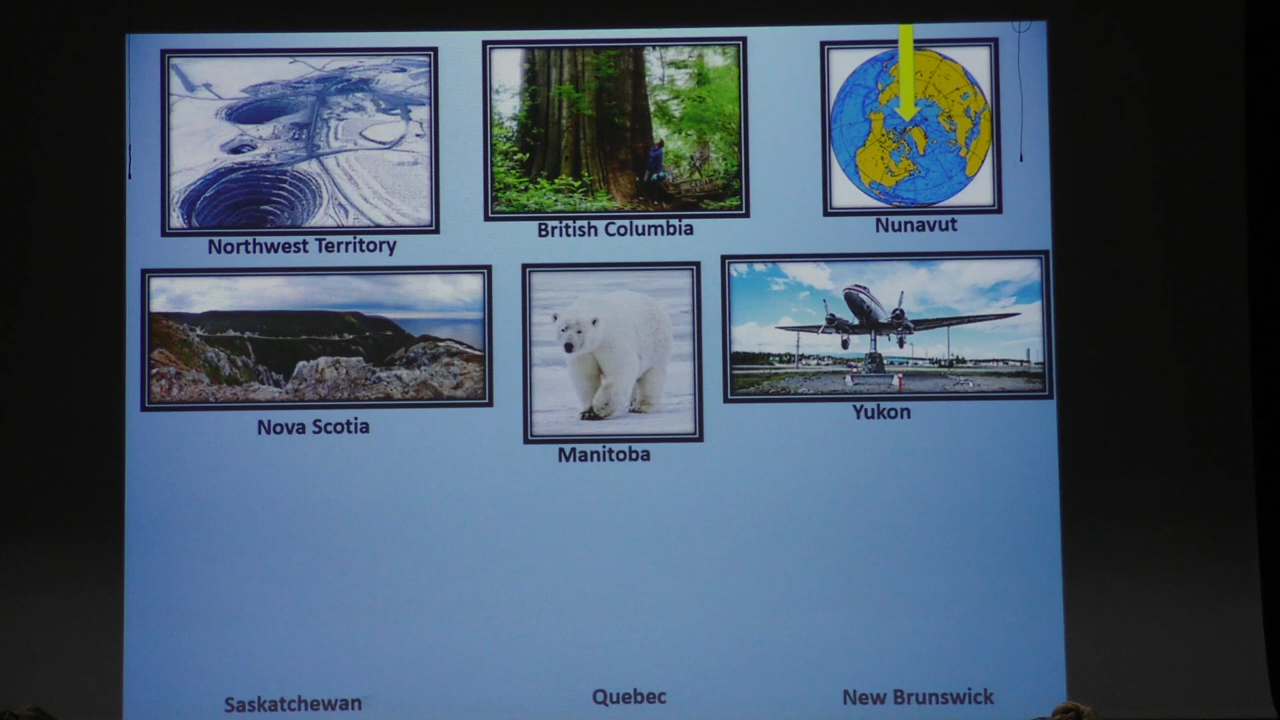 Northwest Territory
British Columbia
Nunavut
Nova Scotia
Manitoba
Yukon
Saskatchewan
Quebec
New Brunswick